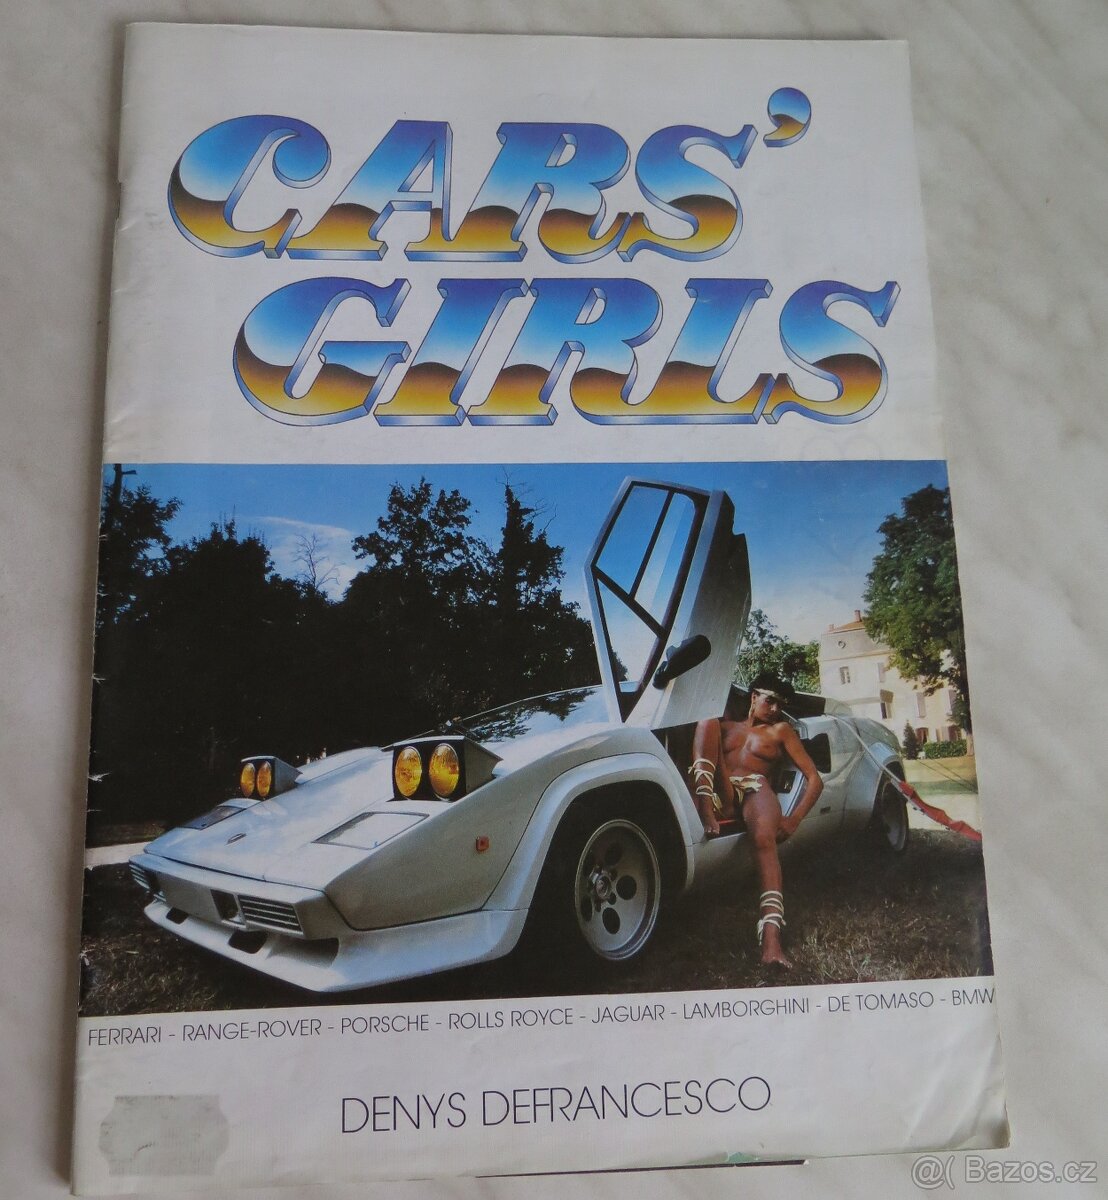 CARS'
GIRLS
FERRARI - RANGE-ROVER - PORSCHE - ROLLS ROYCE - JAGUAR - LAMBORGHINI - DE TOMASO - BMW
DENYS DEFRANCESCO
@( Bazos.cz